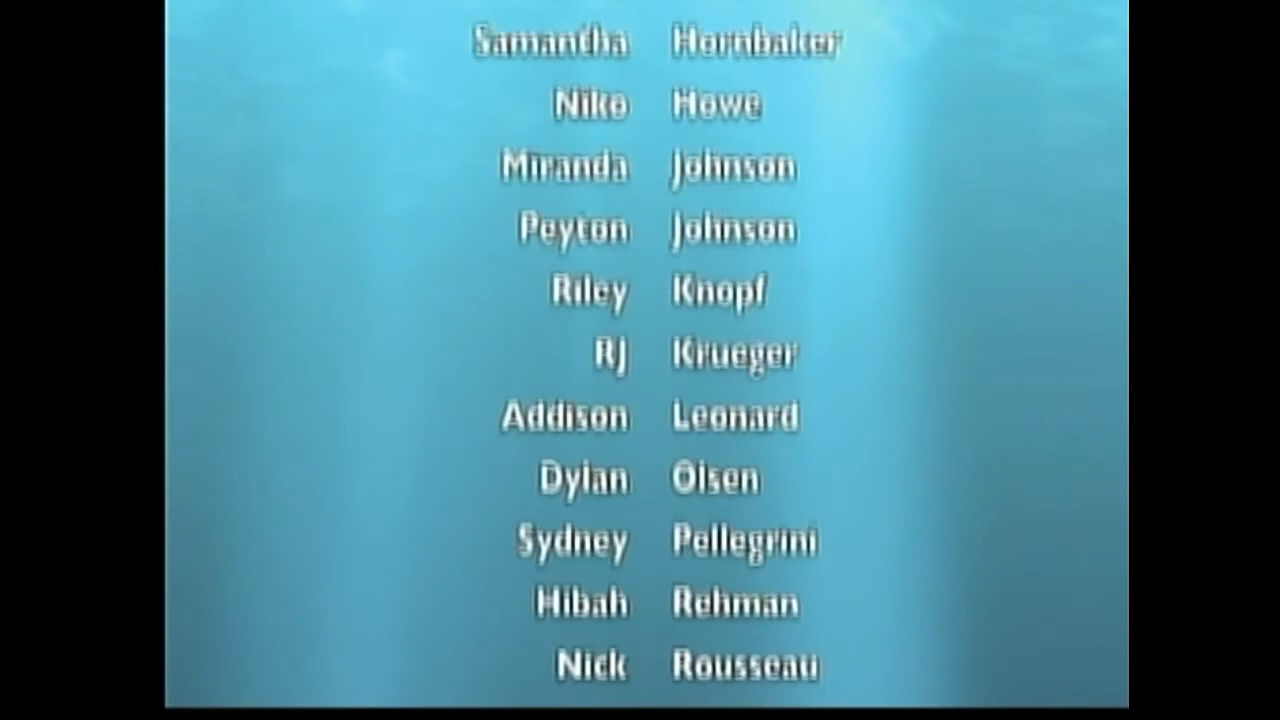 Samantha Hornbaker
Niko Howe
Miranda Johnson
Peyton Johnson
Riley Knopf
RJ Krueger
Addison Leonard
Dylan Olsen
Sydney Pellegrini
Hibah Rehman
Nick Rousseau